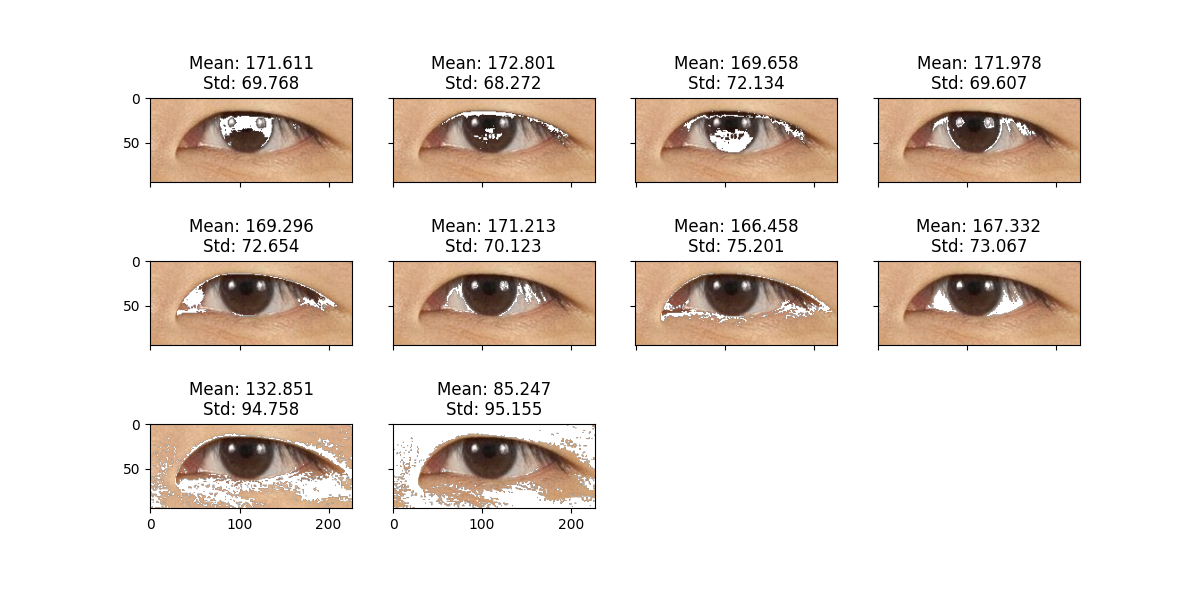 Mean: 171.611
Std: 69.768
Mean: 172.801
Std: 68.272
Mean: 169.658
Std: 72.134
Mean: 171.978
Std: 69.607
0
50
Mean: 169.296
Std: 72.654
Mean: 171.213
Std: 70.123
Mean: 166.458
Std: 75.201
Mean: 167.332
Std: 73.067
0
50
Mean: 132.851
Std: 94.758
Mean: 85.247
Std: 95.155
0
50
0 100 200
0 100 200